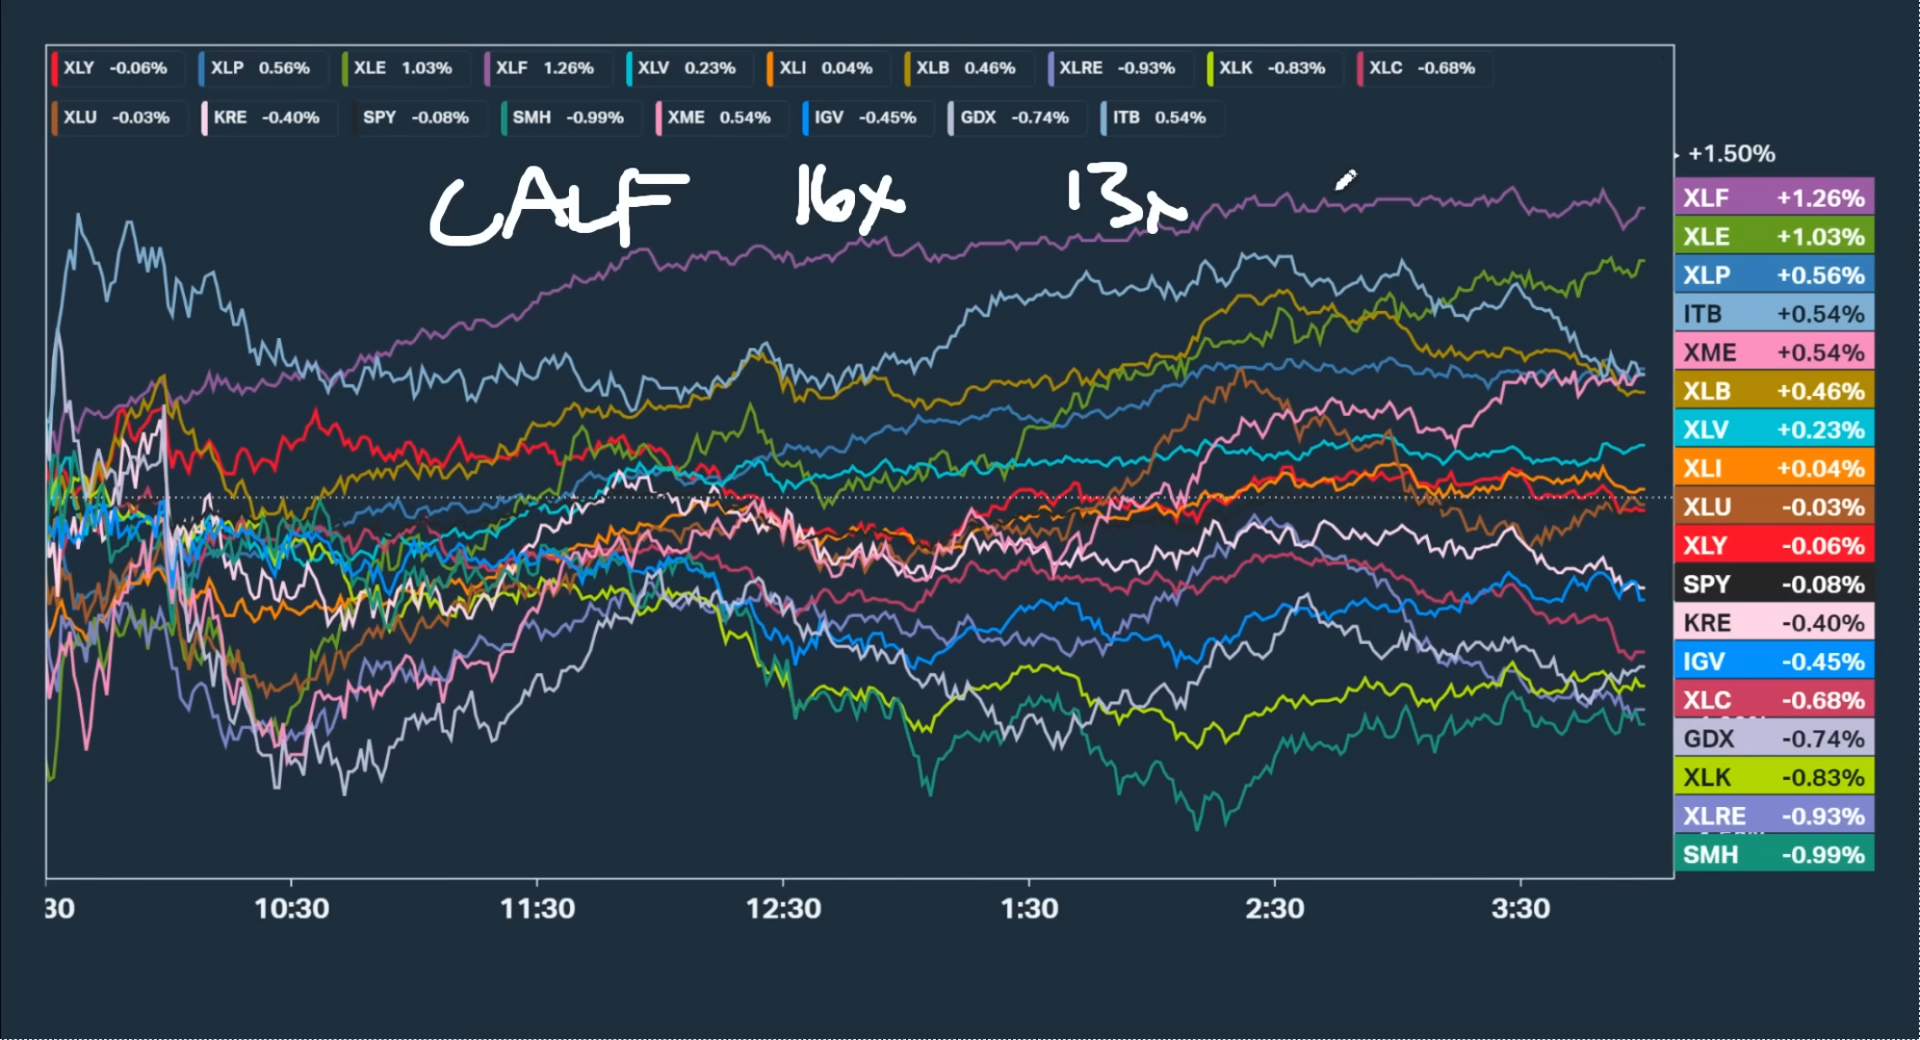 XLY -0.06% XLP 0.56% XLE 1.03% XLF 1.26% XLV 0.23% XLI 0.04% XLB 0.46% XLRE -0.93% XLK -0.83% XLC -0.68%
XLU -0.03% KRE -0.40% SPY -0.08% SMH -0.99% XME 0.54% IGV -0.45% GDX -0.74% ITB 0.54%
CALF 16x 13x
+1.50%
XLF +1.26%
XLE +1.03%
XLP +0.56%
ITB +0.54%
XME +0.54%
XLB +0.46%
XLV +0.23%
XLI +0.04%
XLU -0.03%
XLY -0.06%
SPY -0.08%
KRE -0.40%
IGV -0.45%
XLC -0.68%
GDX -0.74%
XLK -0.83%
XLRE -0.93%
SMH -0.99%
30 10:30 11:30 12:30 1:30 2:30 3:30